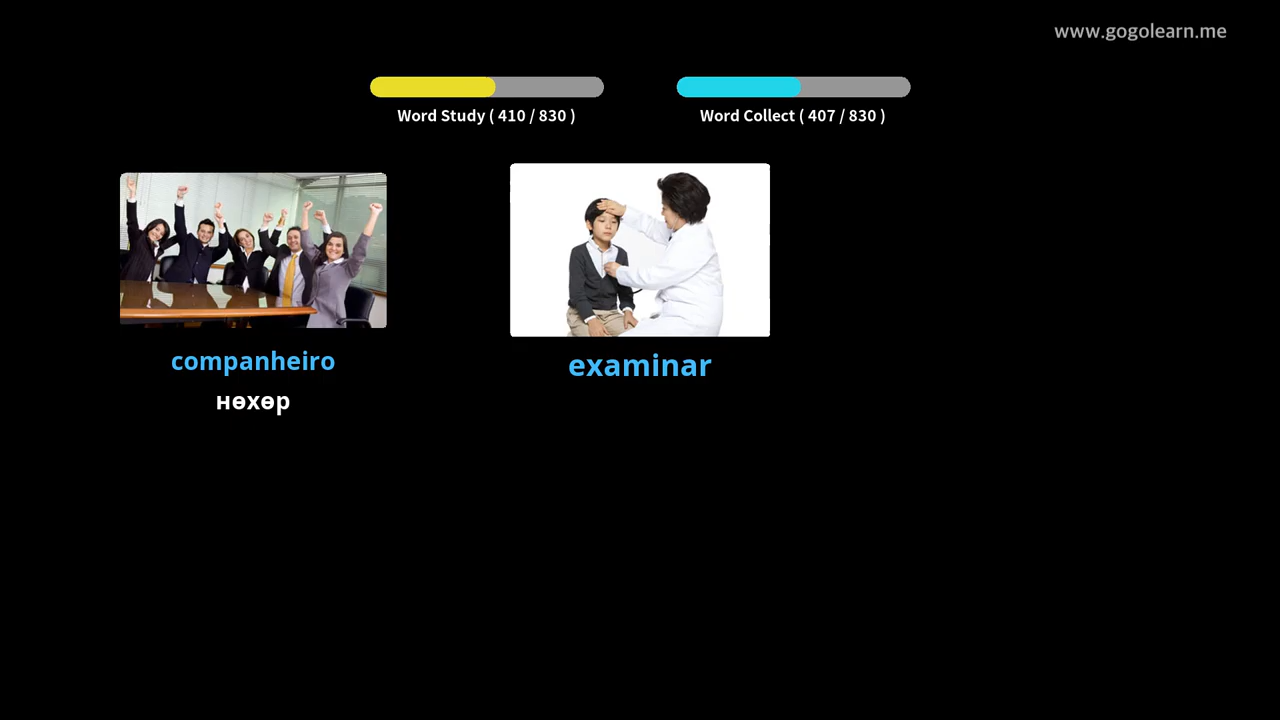 www.gogolearn.me
Word Study ( 410 / 830 )
Word Collect ( 407 / 830 )
companheiro
нөхөр
examinar